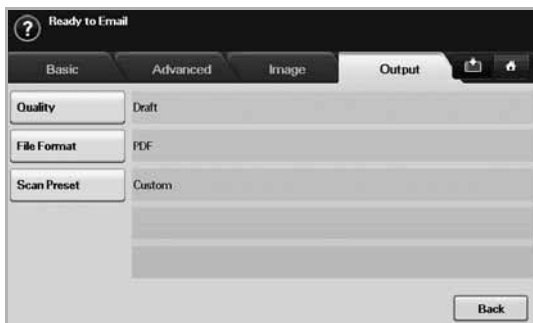 ? Ready to Email
Basic Advanced Image Output
Quality Draft
File Format PDF
Scan Preset Custom
Back